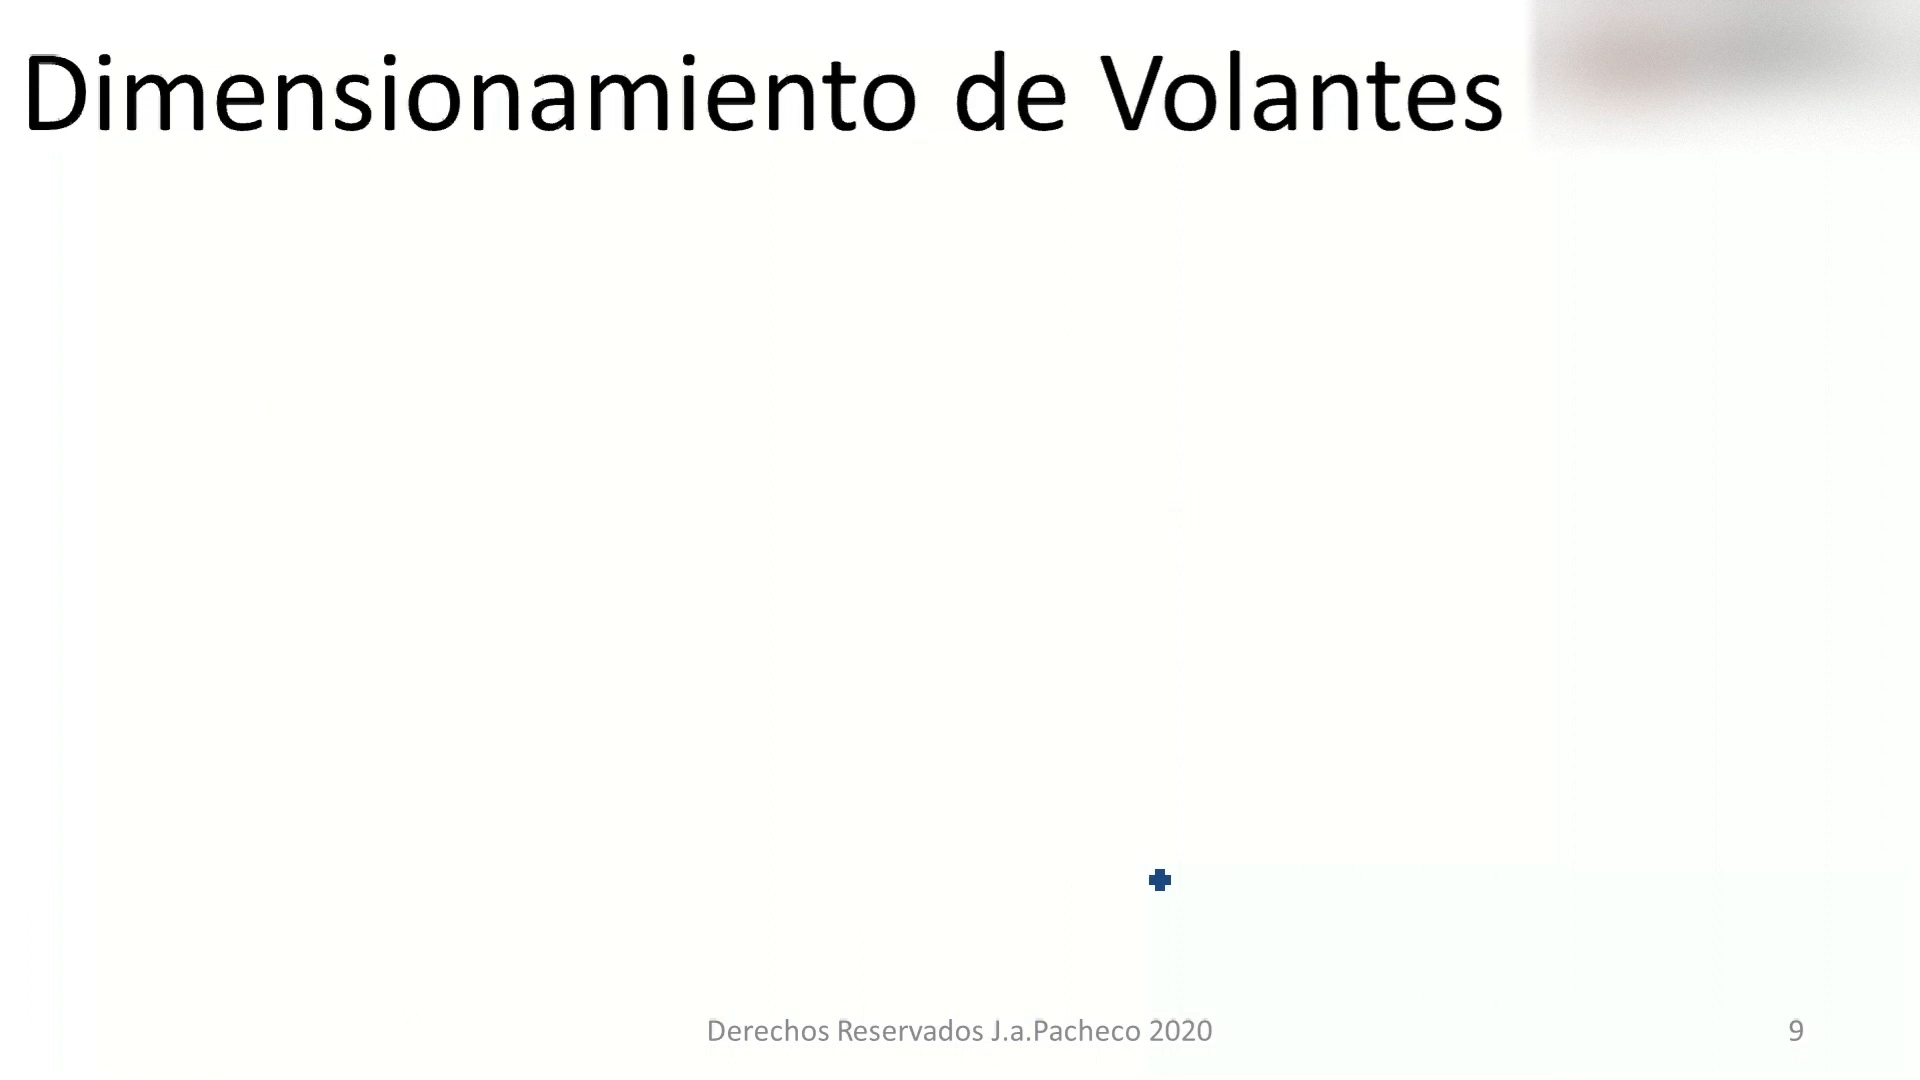 Dimensionamiento de Volantes
Derechos Reservados J.a.Pacheco 2020
9